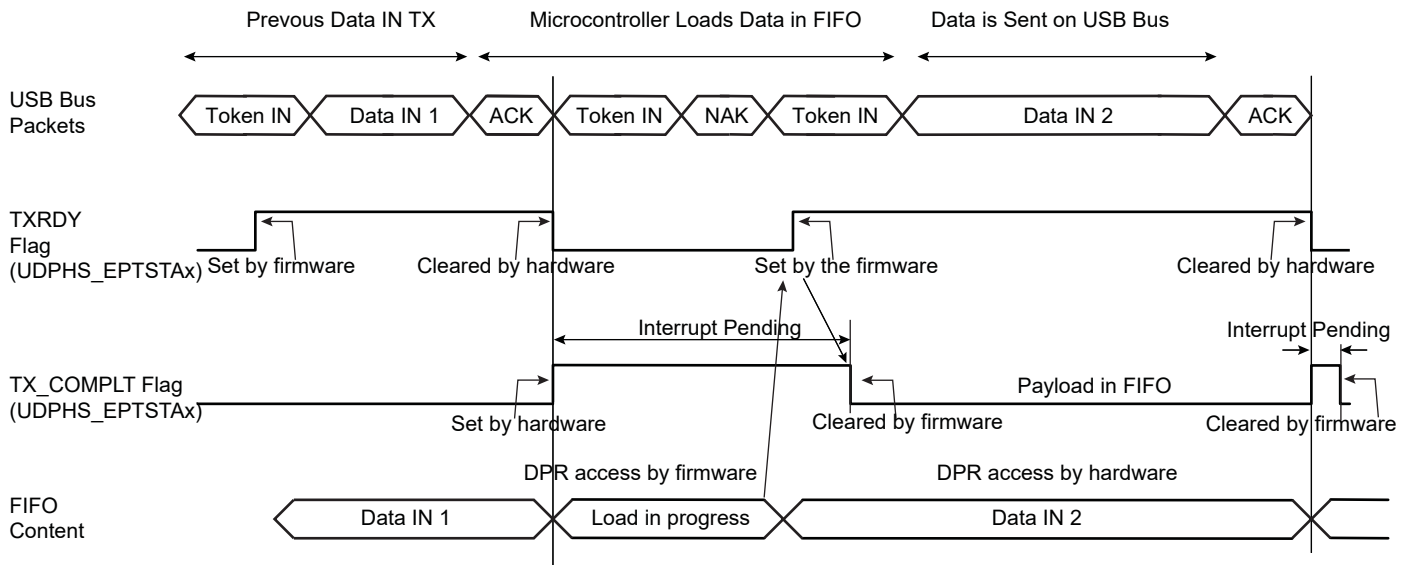 Prevous Data IN TX
Microcontroller Loads Data in FIFO
Data is Sent on USB Bus
USB Bus
Packets
Token IN
Data IN 1
ACK
Token IN
NAK
Token IN
Data IN 2
ACK
TXRDY
Flag
(UDPHS_EPTSTAx)
Set by firmware
Cleared by hardware
Set by the firmware
Cleared by hardware
Interrupt Pending
Interrupt Pending
TX_COMPLT Flag
(UDPHS_EPTSTAx)
Payload in FIFO
Set by hardware
Cleared by firmware
Cleared by firmware
DPR access by firmware
DPR access by hardware
FIFO
Content
Data IN 1
Load in progress
Data IN 2